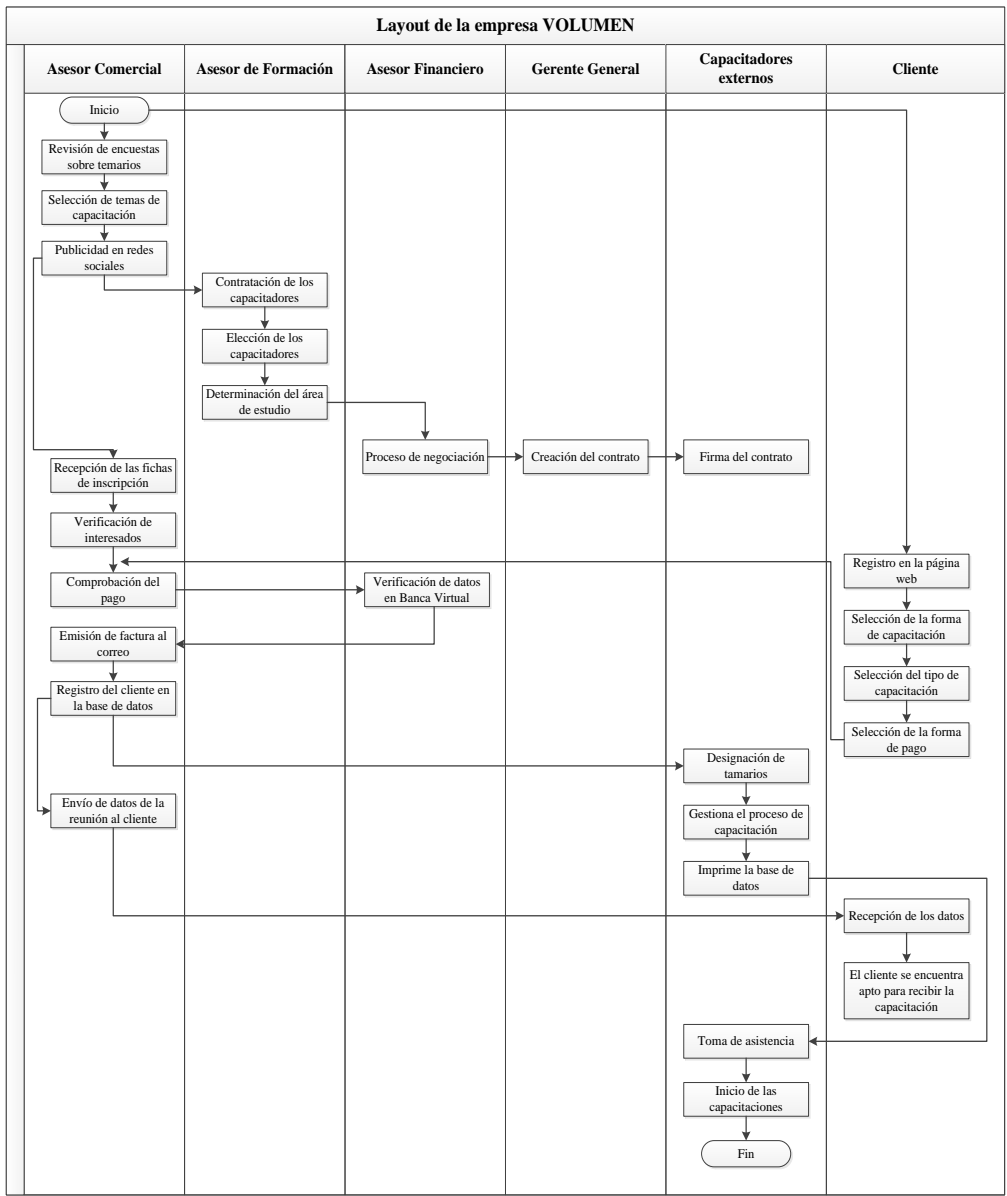 Layout de la empresa VOLUMEN
Asesor Comercial
Asesor de Formación
Asesor Financiero
Gerente General
Capacitadores
externos
Cliente
Inicio
Revisión de encuestas
sobre temarios
Selección de temas de
capacitación
Publicidad en redes
sociales
Contratación de los
capacitadores
Elección de los
capacitadores
Determinación del área
de estudio
Proceso de negociación
Creación del contrato
Firma del contrato
Recepción de las fichas
de inscripción
Verificación de
interesados
Comprobación del
pago
Verificación de datos
en Banca Virtual
Registro en la página
web
Selección de la forma
de capacitación
Selección del tipo de
capacitación
Selección de la forma
de pago
Emisión de factura al
correo
Registro del cliente en
la base de datos
Designación de
tamarios
Gestiona el proceso de
capacitación
Imprime la base de
datos
Envío de datos de la
reunión al cliente
Recepción de los datos
El cliente se encuentra
apto para recibir la
capacitación
Toma de asistencia
Inicio de las
capacitaciones
Fin